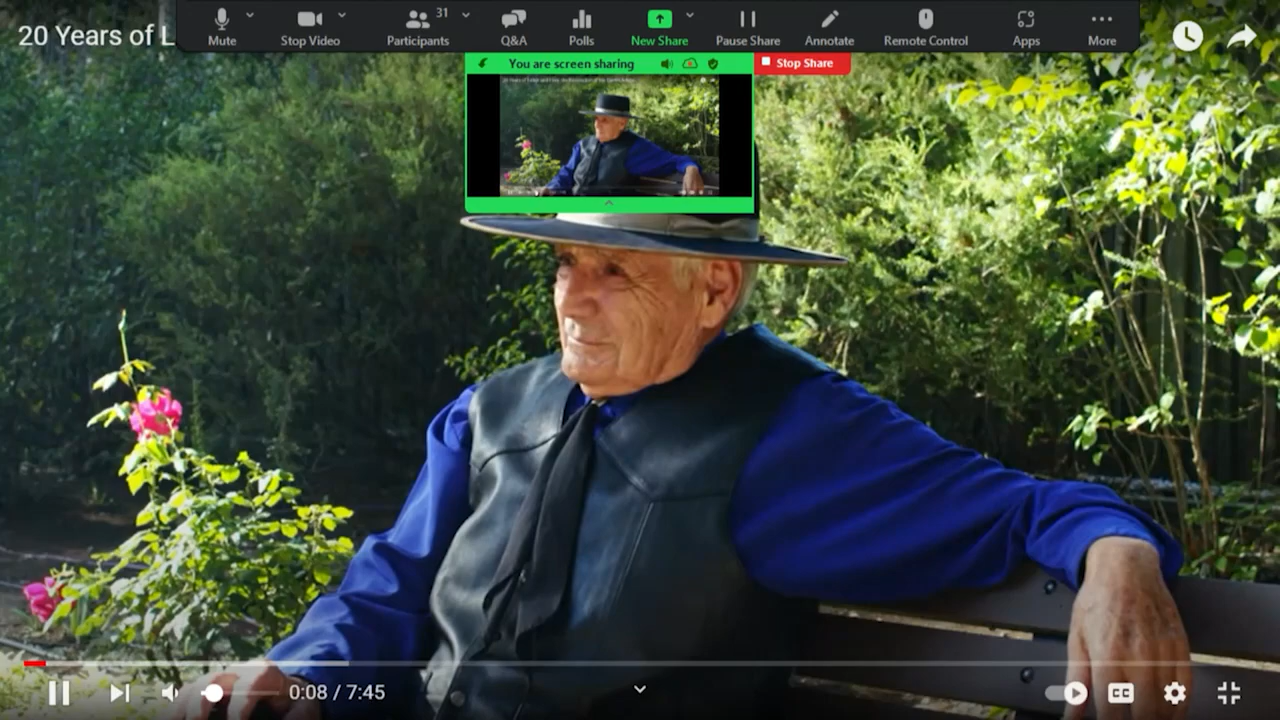 20 Years of L
Mute
Stop Video
31
Participants
Q&A
Polls
New Share
Pause Share
Annotate
Remote Control
Apps
More
You are screen sharing
Stop Share
0:08 / 7:45
CC